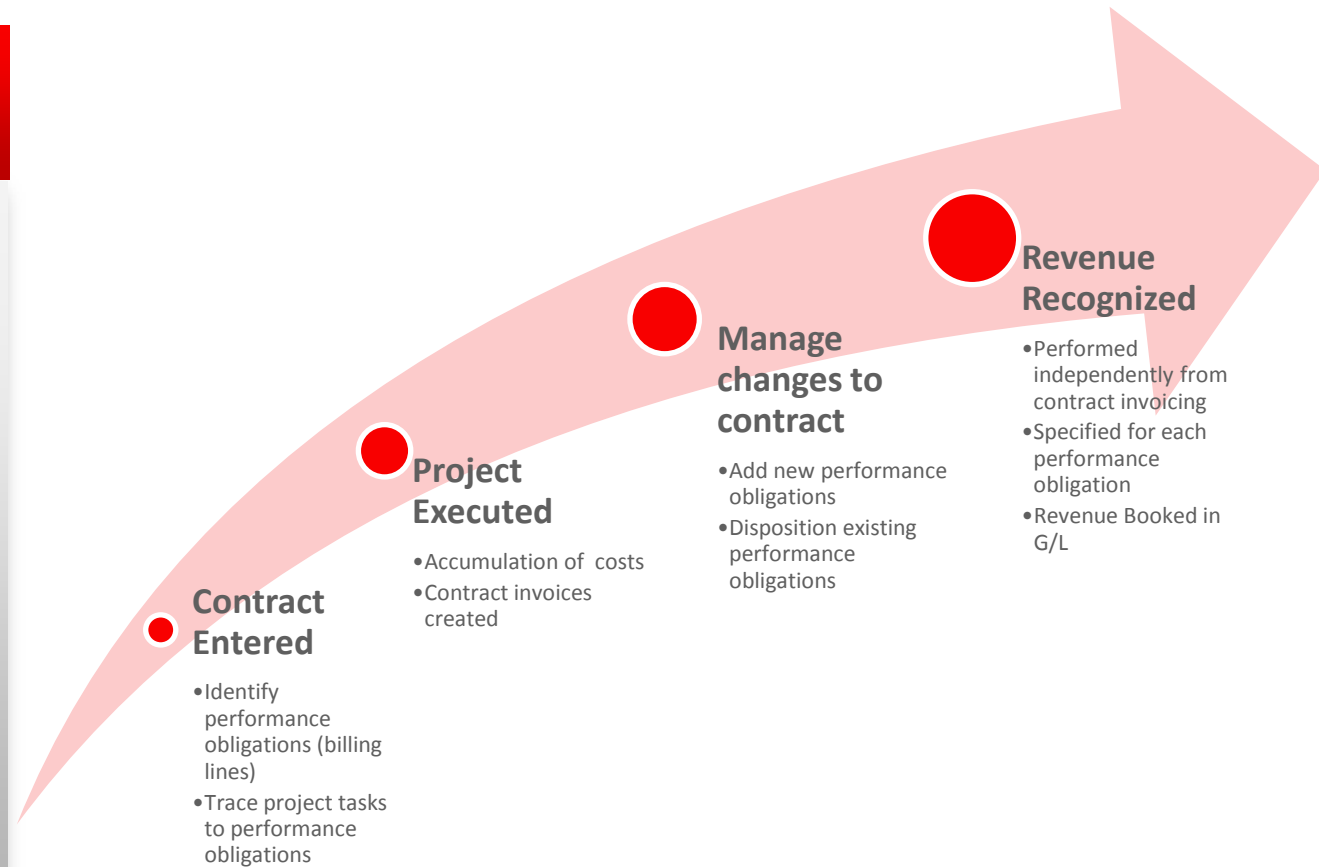 Contract
Entered
•Identify
performance
obligations (billing
lines)
•Trace project tasks
to performance
obligations
Project
Executed
•Accumulation of costs
•Contract invoices
created
Manage
changes to
contract
•Add new performance
obligations
•Disposition existing
performance
obligations
Revenue
Recognized
•Performed
independently from
contract invoicing
•Specified for each
performance
obligation
•Revenue Booked in
G/L